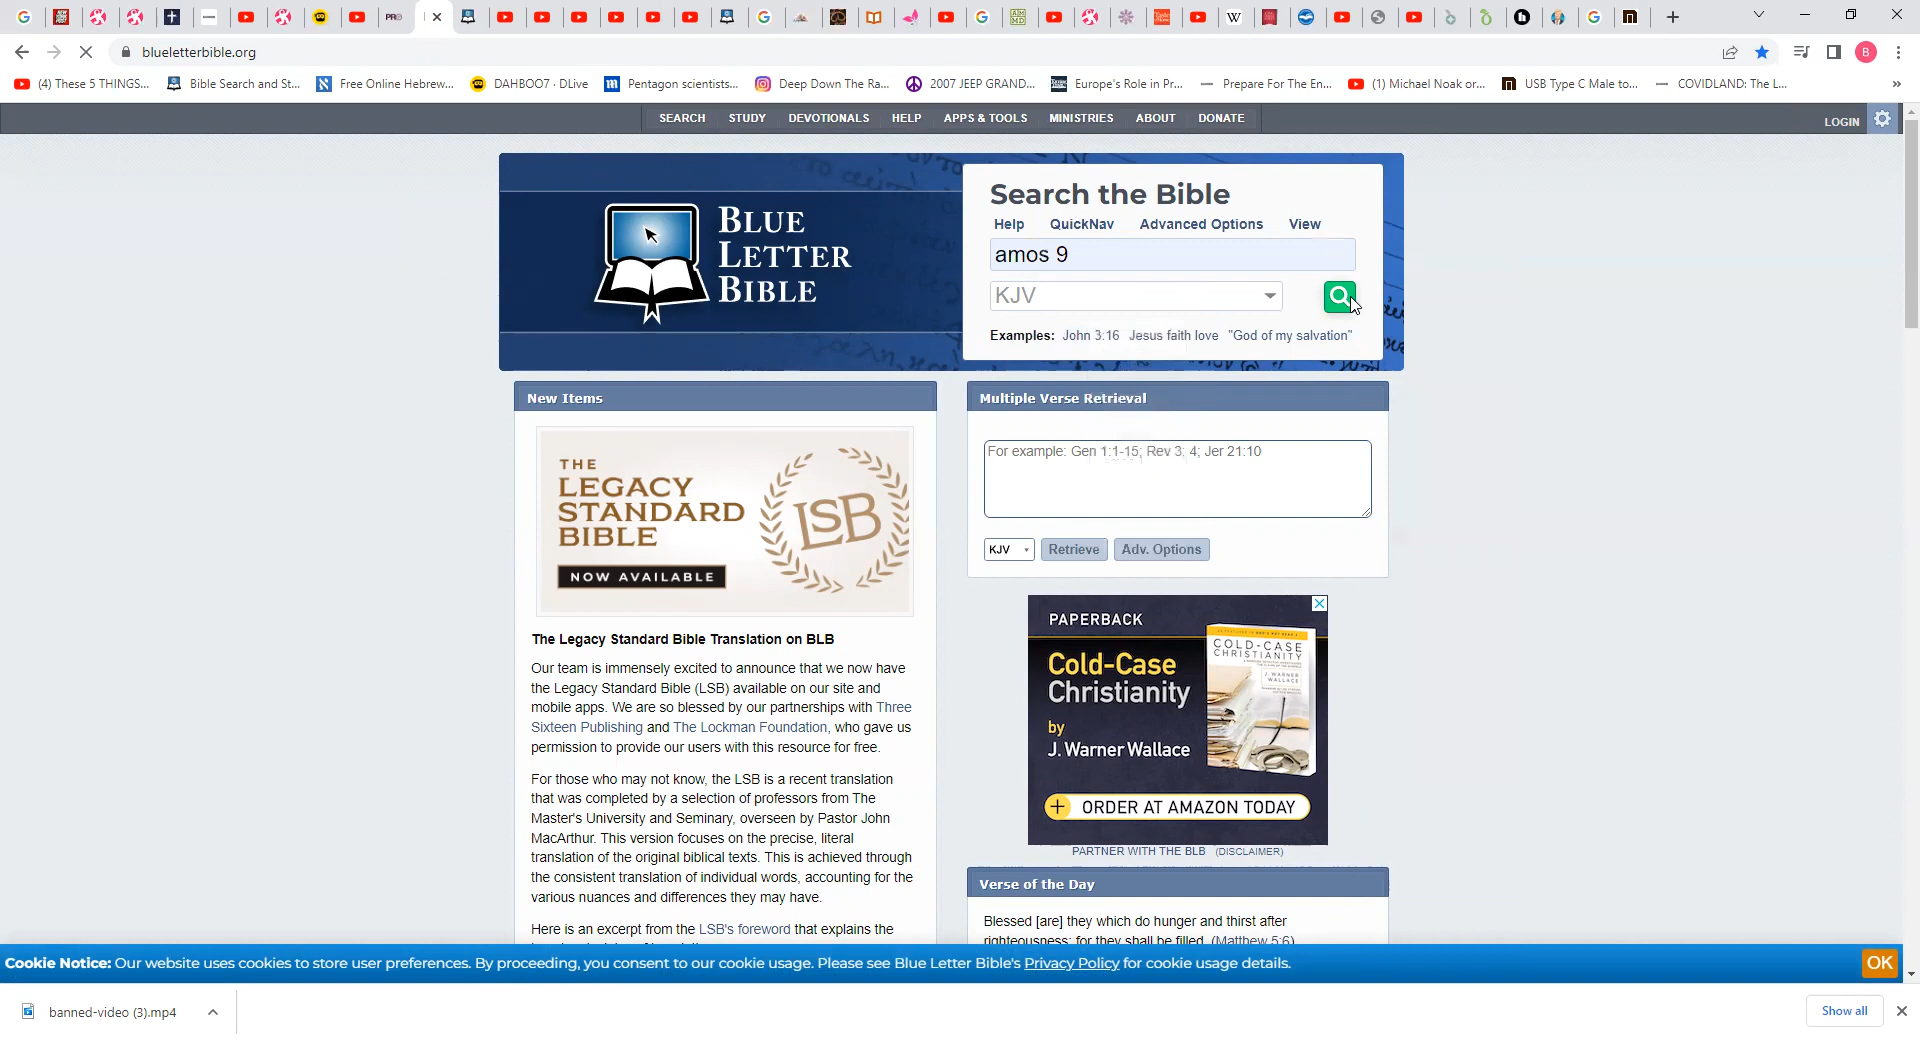 PRO
blueletterbible.org
B
(4) These 5 THINGS...
Bible Search and St...
Free Online Hebrew...
DAHBOO7 · DLive
Pentagon scientists...
Deep Down The Ra...
2007 JEEP GRAND...
Europe's Role in Pr...
Prepare For The En...
(1) Michael Noak or...
USB Type C Male to...
COVIDLAND: The L...
»
SEARCH STUDY DEVOTIONALS HELP APPS & TOOLS MINISTRIES ABOUT DONATE
LOGIN
BLUE
LETTER
BIBLE
Search the Bible
Help QuickNav Advanced Options View
amos 9
KJV
Examples: John 3:16 Jesus faith love "God of my salvation"
New Items
THE
LEGACY
STANDARD
BIBLE
NOW AVAILABLE
LSB
The Legacy Standard Bible Translation on BLB
Our team is immensely excited to announce that we now have
the Legacy Standard Bible (LSB) available on our site and
mobile apps. We are so blessed by our partnerships with Three
Sixteen Publishing and The Lockman Foundation, who gave us
permission to provide our users with this resource for free.
For those who may not know, the LSB is a recent translation
that was completed by a selection of professors from The
Master's University and Seminary, overseen by Pastor John
MacArthur. This version focuses on the precise, literal
translation of the original biblical texts. This is achieved through
the consistent translation of individual words, accounting for the
various nuances and differences they may have.
Here is an excerpt from the LSB's foreword that explains the
Multiple Verse Retrieval
For example: Gen 1:1-15; Rev 3; 4; Jer 21:10
KJV Retrieve Adv. Options
PAPERBACK
Cold-Case
Christianity
by
J. Warner Wallace
COLD-CASE
CHRISTIANITY
J. WARNER
WALLACE
ORDER AT AMAZON TODAY
PARTNER WITH THE BLB (DISCLAIMER)
Verse of the Day
Blessed [are] they which do hunger and thirst after
righteousness: for they shall be filled. (Matthew 5:6)
Cookie Notice: Our website uses cookies to store user preferences. By proceeding, you consent to our cookie usage. Please see Blue Letter Bible's Privacy Policy for cookie usage details.
OK
banned-video (3).mp4
Show all